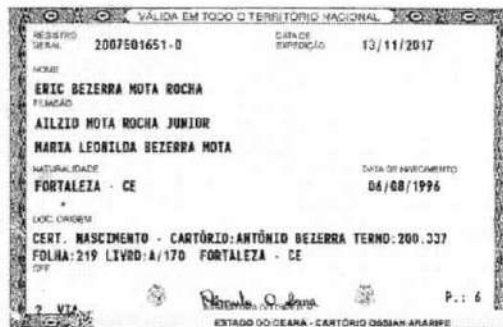 VÁLIDA EM TODO O TERRITÓRIO NACIONAL
REGISTRO GERAL 2007501651-0 DATA DE EXPEDIÇÃO 13/11/2017
NOME
ERIC BEZERRA MOTA ROCHA
FILIAÇÃO
AILZIO MOTA ROCHA JUNIOR
MARIA LEONILDA BEZERRA MOTA
NATURALIDADE DATA DE NASCIMENTO
FORTALEZA - CE 06/08/1996
DOC. ORIGEM
CERT. NASCIMENTO - CARTÓRIO:ANTÔNIO BEZERRA TERMO:200.337
FOLHA:219 LIVRO:A/170 FORTALEZA - CE
CPF
2 VIA P.: 6
ESTADO DO CEARÁ - CARTÓRIO OSSIAN ARARIPE